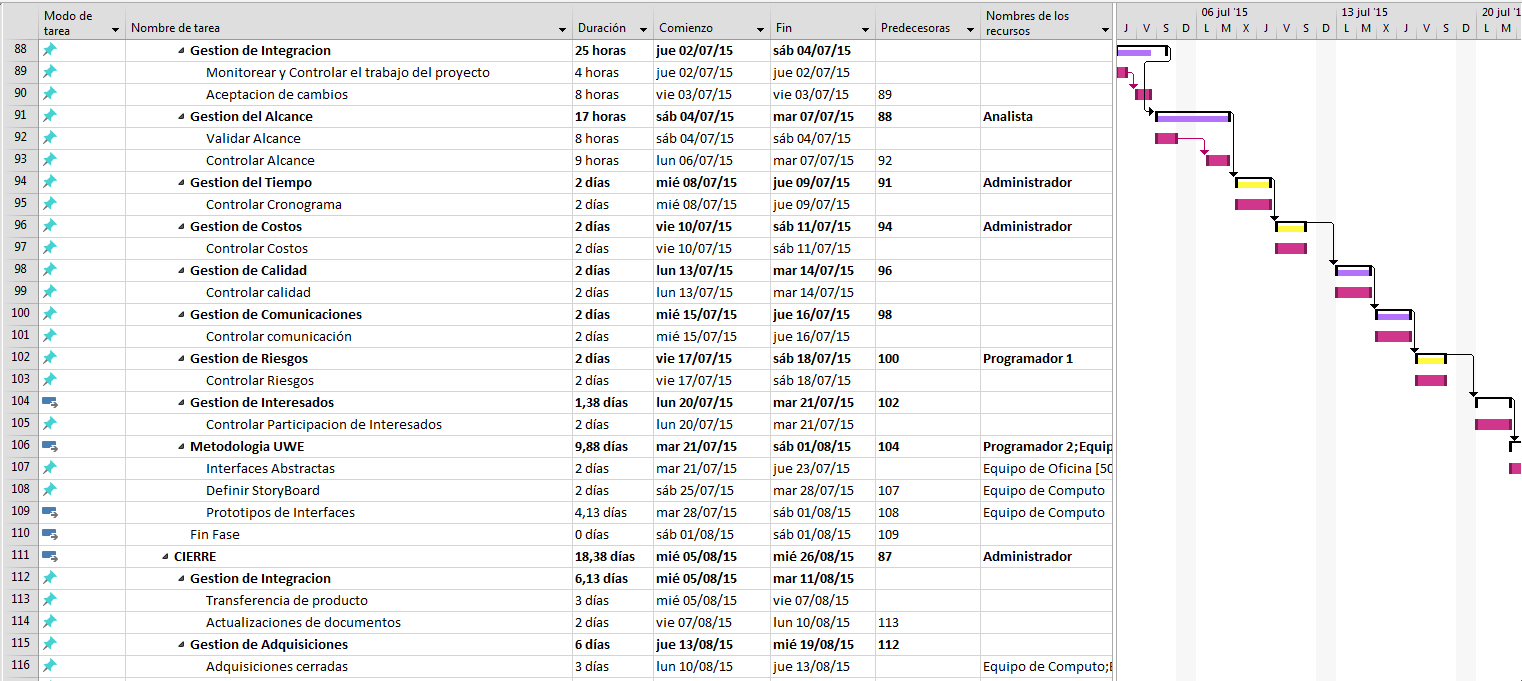 Modo de tarea Nombre de tarea Duración Comienzo Fin Predecesoras Nombres de los recursos
06 jul '15 13 jul '15 20 jul '1
J V S D L M X J V S D L M X J V S D L M
88 Gestion de Integracion 25 horas jue 02/07/15 sáb 04/07/15
89 Monitorear y Controlar el trabajo del proyecto 4 horas jue 02/07/15 jue 02/07/15
90 Aceptacion de cambios 8 horas vie 03/07/15 vie 03/07/15 89
91 Gestion del Alcance 17 horas sáb 04/07/15 mar 07/07/15 88 Analista
92 Validar Alcance 8 horas sáb 04/07/15 sáb 04/07/15
93 Controlar Alcance 9 horas lun 06/07/15 mar 07/07/15 92
94 Gestion del Tiempo 2 días mié 08/07/15 jue 09/07/15 91 Administrador
95 Controlar Cronograma 2 días mié 08/07/15 jue 09/07/15
96 Gestion de Costos 2 días vie 10/07/15 sáb 11/07/15 94 Administrador
97 Controlar Costos 2 días vie 10/07/15 sáb 11/07/15
98 Gestion de Calidad 2 días lun 13/07/15 mar 14/07/15 96
99 Controlar calidad 2 días lun 13/07/15 mar 14/07/15
100 Gestion de Comunicaciones 2 días mié 15/07/15 jue 16/07/15 98
101 Controlar comunicación 2 días mié 15/07/15 jue 16/07/15
102 Gestion de Riesgos 2 días vie 17/07/15 sáb 18/07/15 100 Programador 1
103 Controlar Riesgos 2 días vie 17/07/15 sáb 18/07/15
104 Gestion de Interesados 1,38 días lun 20/07/15 mar 21/07/15 102
105 Controlar Participacion de Interesados 2 días lun 20/07/15 mar 21/07/15
106 Metodologia UWE 9,88 días mar 21/07/15 sáb 01/08/15 104 Programador 2;Equip
107 Interfaces Abstractas 2 días mar 21/07/15 jue 23/07/15 Equipo de Oficina [50
108 Definir StoryBoard 2 días sáb 25/07/15 mar 28/07/15 107 Equipo de Computo
109 Prototipos de Interfaces 4,13 días mar 28/07/15 sáb 01/08/15 108 Equipo de Computo
110 Fin Fase 0 días sáb 01/08/15 sáb 01/08/15 109
111 CIERRE 18,38 días mié 05/08/15 mié 26/08/15 87 Administrador
112 Gestion de Integracion 6,13 días mié 05/08/15 mar 11/08/15
113 Transferencia de producto 3 días mié 05/08/15 vie 07/08/15
114 Actualizaciones de documentos 2 días vie 07/08/15 lun 10/08/15 113
115 Gestion de Adquisiciones 6 días jue 13/08/15 mié 19/08/15 112
116 Adquisiciones cerradas 3 días lun 10/08/15 jue 13/08/15 Equipo de Computo;